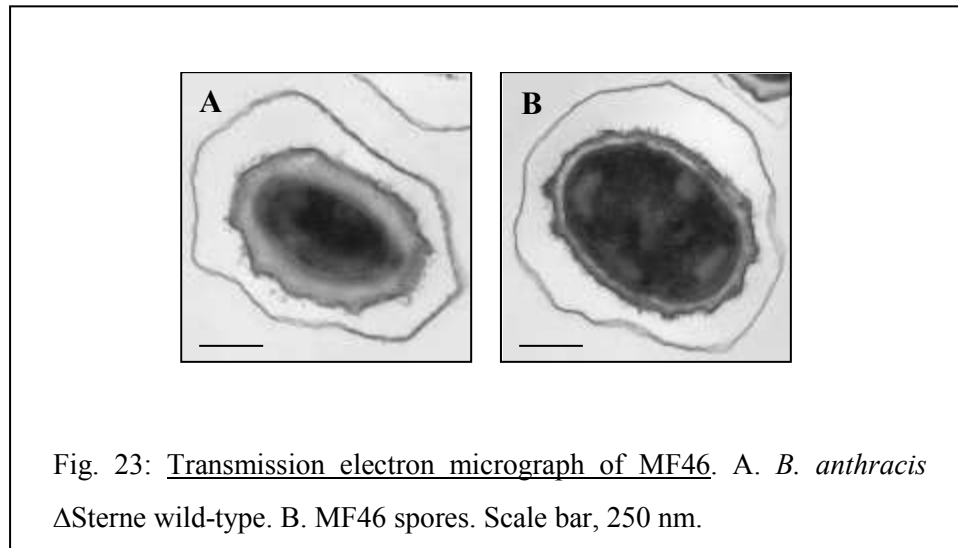 A
B
Fig. 23: Transmission electron micrograph of MF46. A. B. anthracis
ΔSterne wild-type. B. MF46 spores. Scale bar, 250 nm.